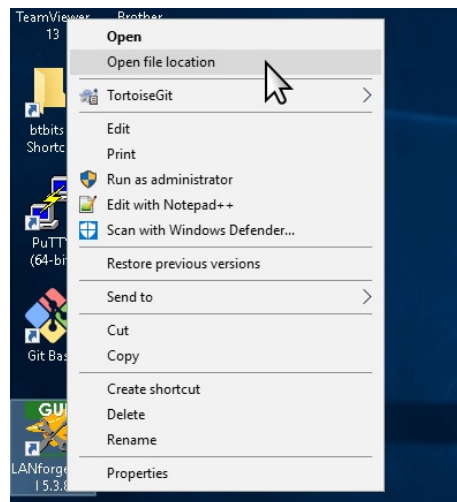 TeamViewer Brother
13
Open
Open file location
TortoiseGit
btbits
Shortc
Edit
Print
Run as administrator
Edit with Notepad++
Scan with Windows Defender...
PuTT
(64-bi
Restore previous versions
Send to
Cut
Copy
Git Bas
Create shortcut
Delete
Rename
GU
LANforge
I 5.3.8
Properties